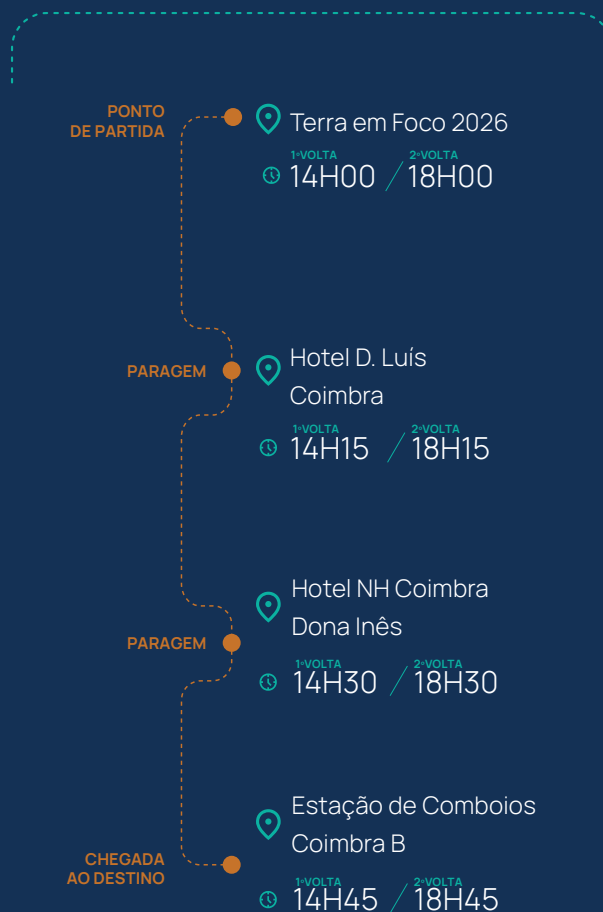 PONTO
DE PARTIDA
Terra em Foco 2026
1ªVOLTA
2ªVOLTA
14H00 / 18H00
PARAGEM
Hotel D. Luís
Coimbra
1ªVOLTA
2ªVOLTA
14H15 / 18H15
PARAGEM
Hotel NH Coimbra
Dona Inês
1ªVOLTA
2ªVOLTA
14H30 / 18H30
CHEGADA
AO DESTINO
Estação de Comboios
Coimbra B
1ªVOLTA
2ªVOLTA
14H45 / 18H45